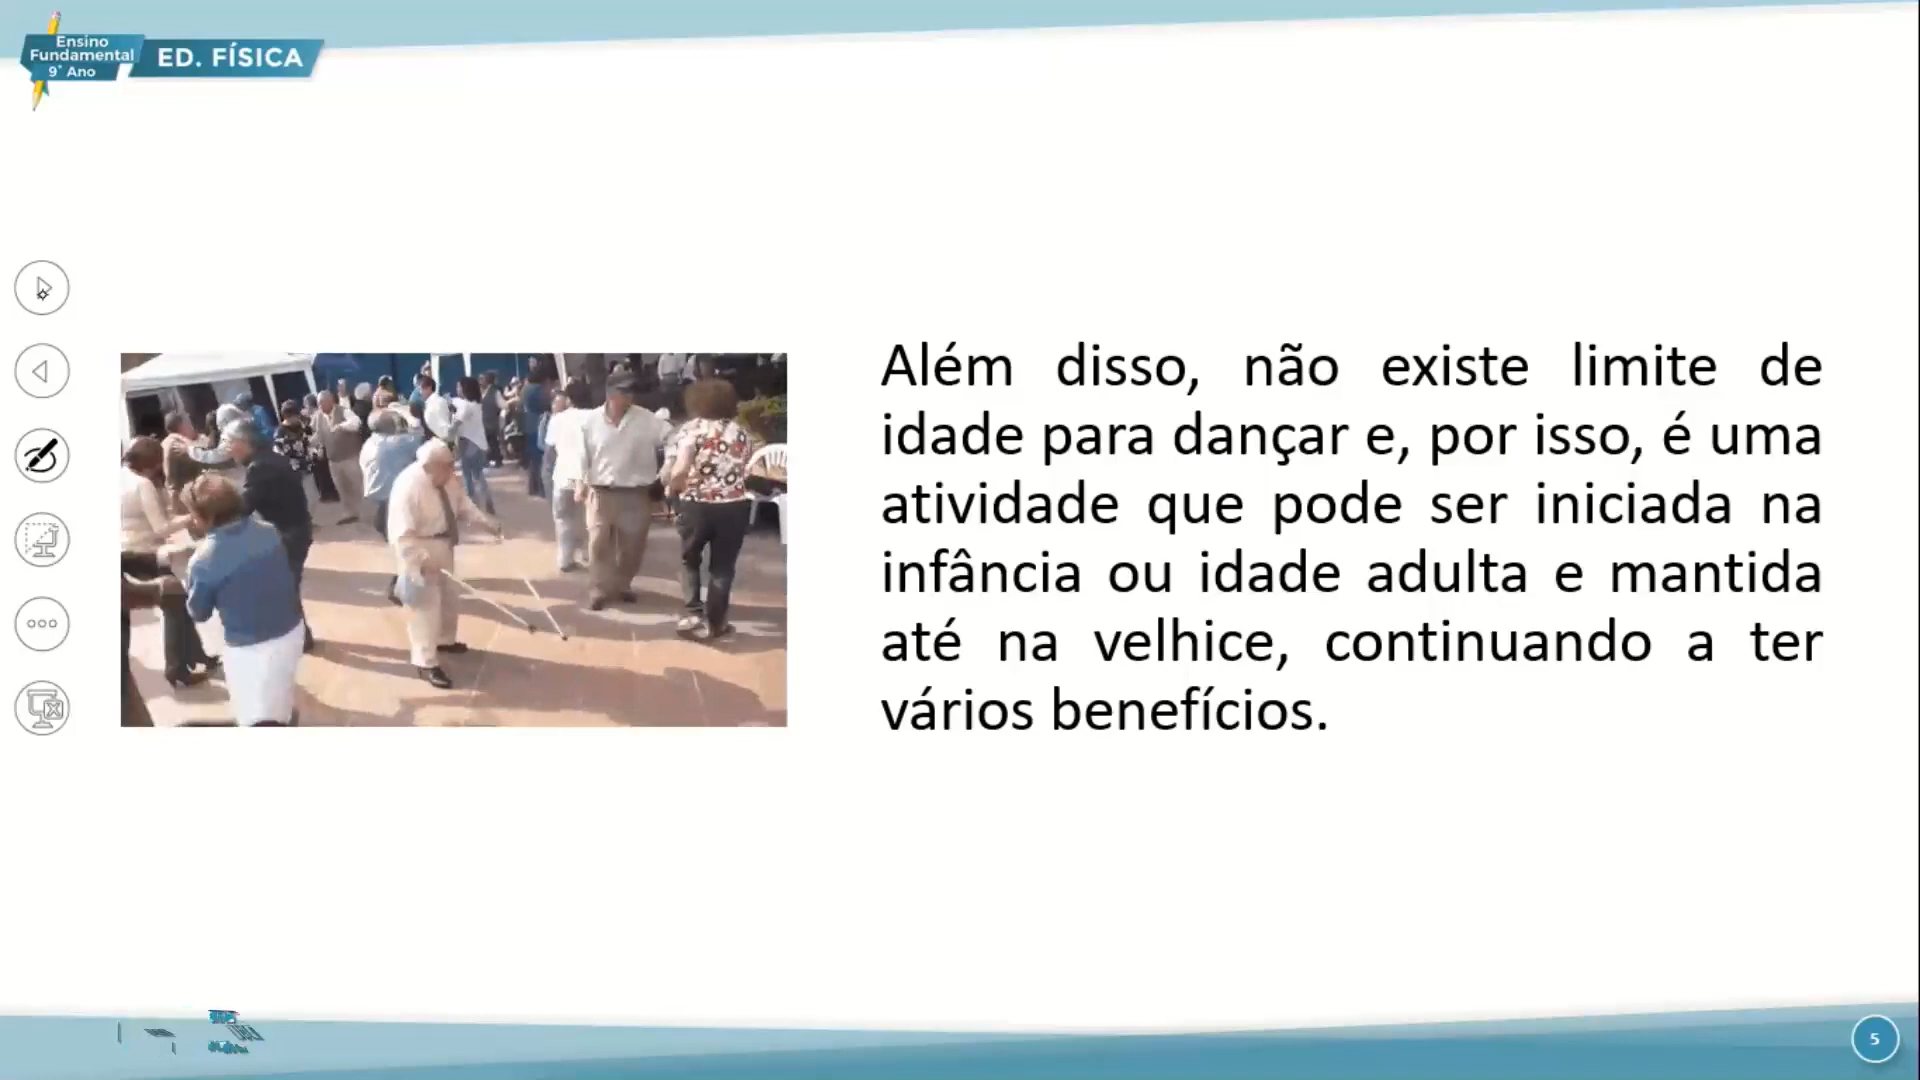 Ensino
Fundamental
9° Ano
ED. FÍSICA
Além disso, não existe limite de
idade para dançar e, por isso, é uma
atividade que pode ser iniciada na
infância ou idade adulta e mantida
até na velhice, continuando a ter
vários benefícios.
5